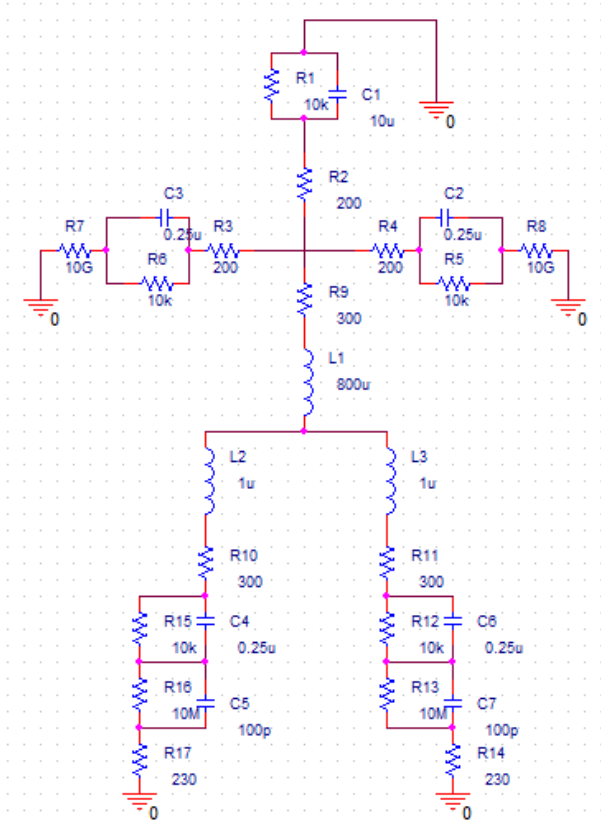 R1
10k
C1
10u
0
R2
200
C3
0.25u
R7
10G
R6
10k
R3
200
0
C2
0.25u
R4
200
R5
10k
R8
10G
0
R9
300
L1
800u
L2
1u
L3
1u
R10
300
R11
300
R15
10k
C4
0.25u
R12
10k
C6
0.25u
R16
10M
C5
100p
R13
10M
C7
100p
R17
230
R14
230
0
0